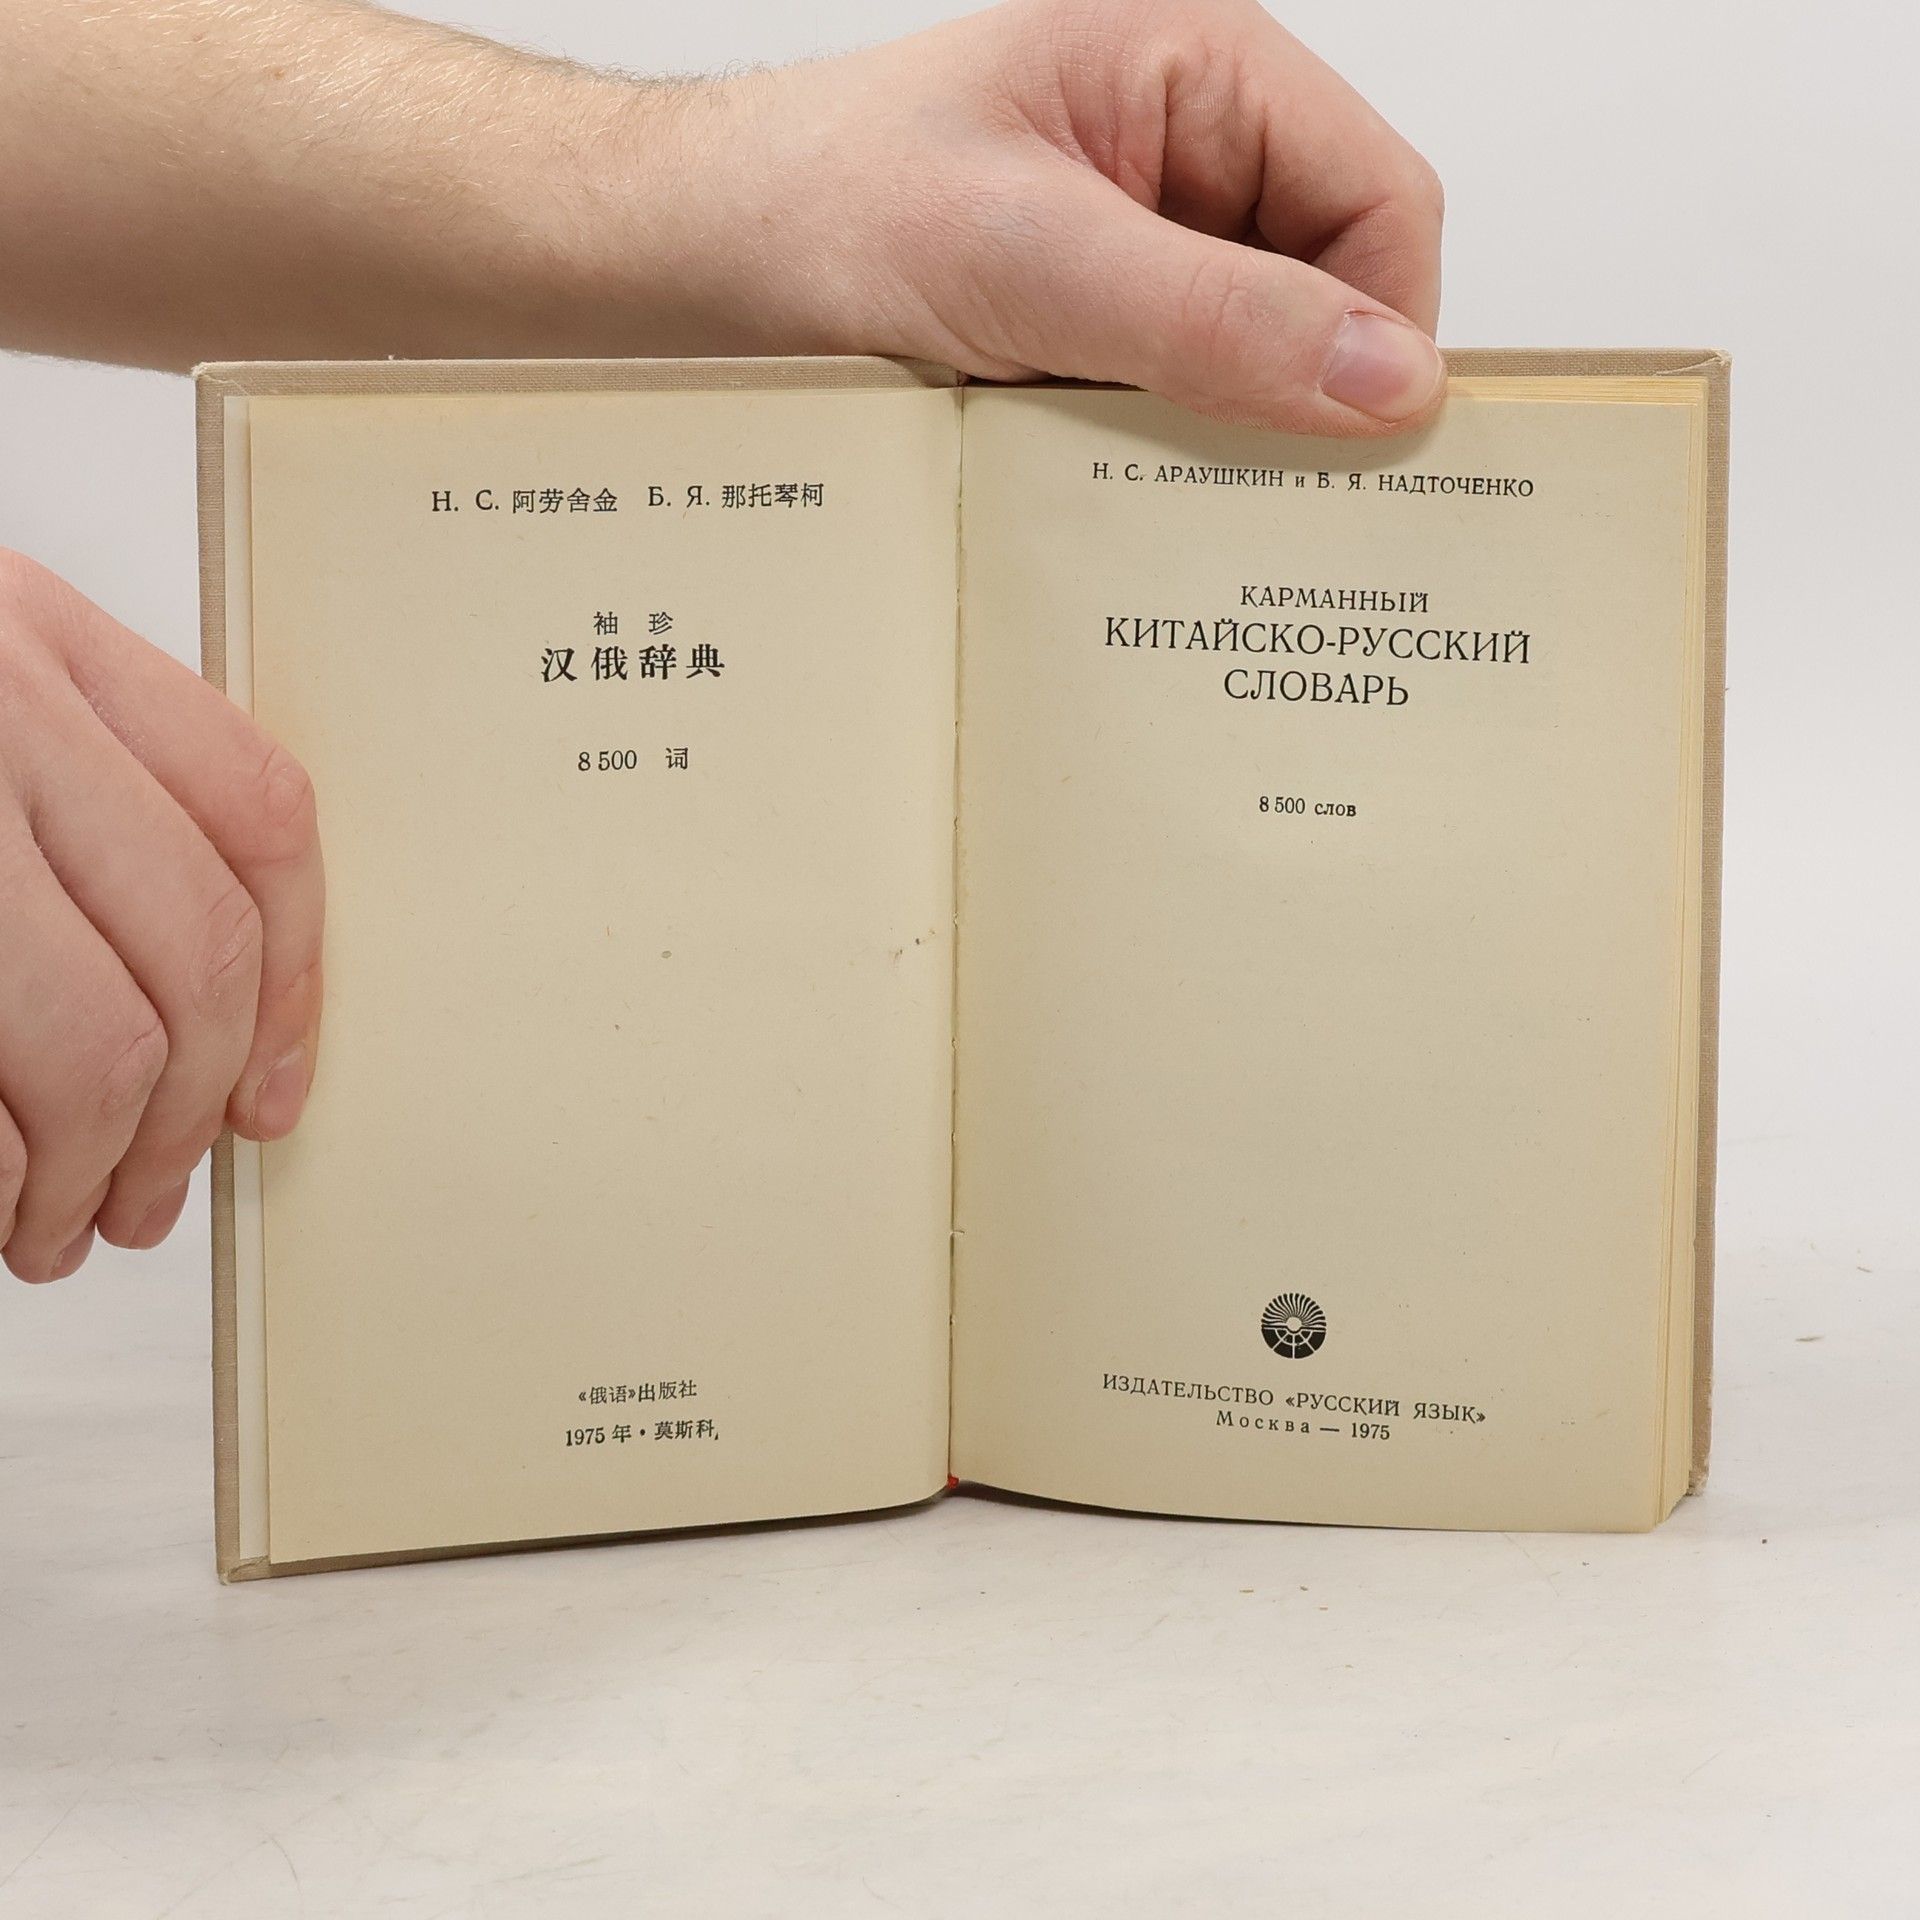 Н. С. 阿劳舍金 Б. Я. 那托琴柯
袖 珍
汉俄辞典
8 500 词
《俄语》出版社
1975 年 · 莫斯科
Н. С. АРАУШКИН и Б. Я. НАДТОЧЕНКО
КАРМАННЫЙ
КИТАЙСКО-РУССКИЙ
СЛОВАРЬ
8 500 слов
ИЗДАТЕЛЬСТВО «РУССКИЙ ЯЗЫК»
Москва — 1975